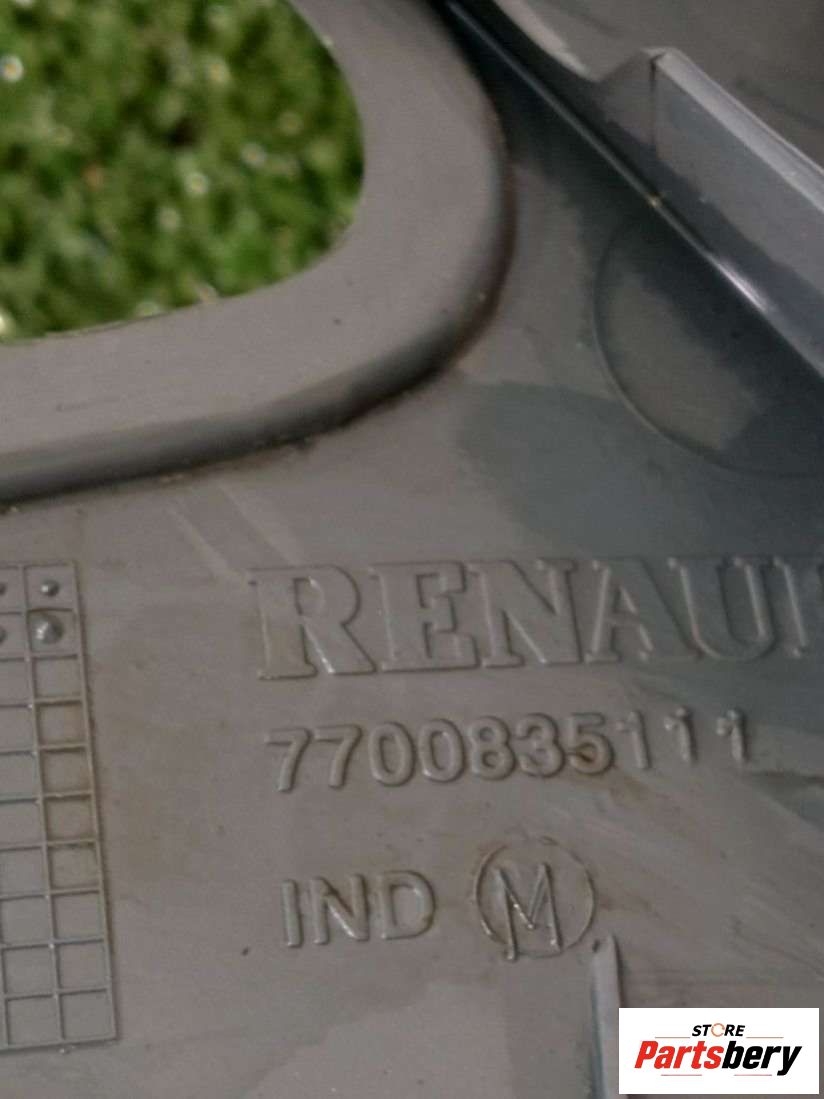 RENAU
7700835111
IND M
STORE
Partsbery